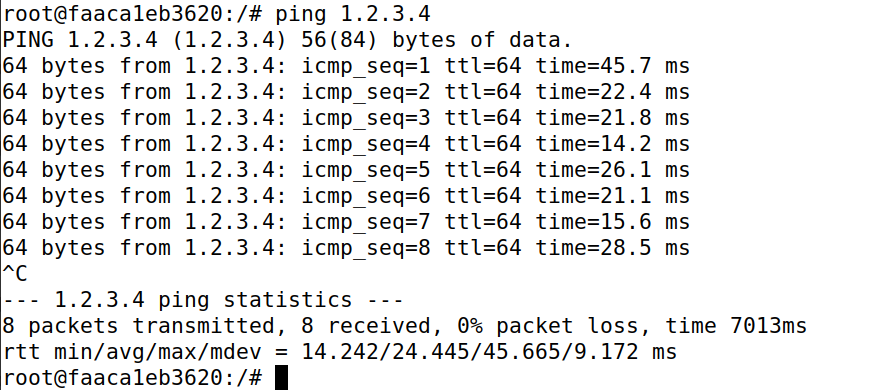 root@faaca1eb3620:/# ping 1.2.3.4
PING 1.2.3.4 (1.2.3.4) 56(84) bytes of data.
64 bytes from 1.2.3.4: icmp_seq=1 ttl=64 time=45.7 ms
64 bytes from 1.2.3.4: icmp_seq=2 ttl=64 time=22.4 ms
64 bytes from 1.2.3.4: icmp_seq=3 ttl=64 time=21.8 ms
64 bytes from 1.2.3.4: icmp_seq=4 ttl=64 time=14.2 ms
64 bytes from 1.2.3.4: icmp_seq=5 ttl=64 time=26.1 ms
64 bytes from 1.2.3.4: icmp_seq=6 ttl=64 time=21.1 ms
64 bytes from 1.2.3.4: icmp_seq=7 ttl=64 time=15.6 ms
64 bytes from 1.2.3.4: icmp_seq=8 ttl=64 time=28.5 ms
^C
--- 1.2.3.4 ping statistics ---
8 packets transmitted, 8 received, 0% packet loss, time 7013ms
rtt min/avg/max/mdev = 14.242/24.445/45.665/9.172 ms
root@faaca1eb3620:/#